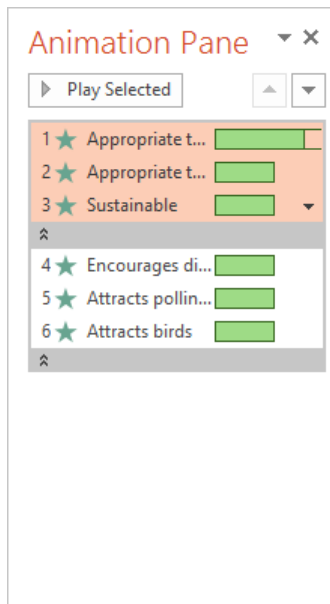 Animation Pane
Play Selected
1 Appropriate t...
2 Appropriate t...
3 Sustainable
4 Encourages di...
5 Attracts pollin...
6 Attracts birds